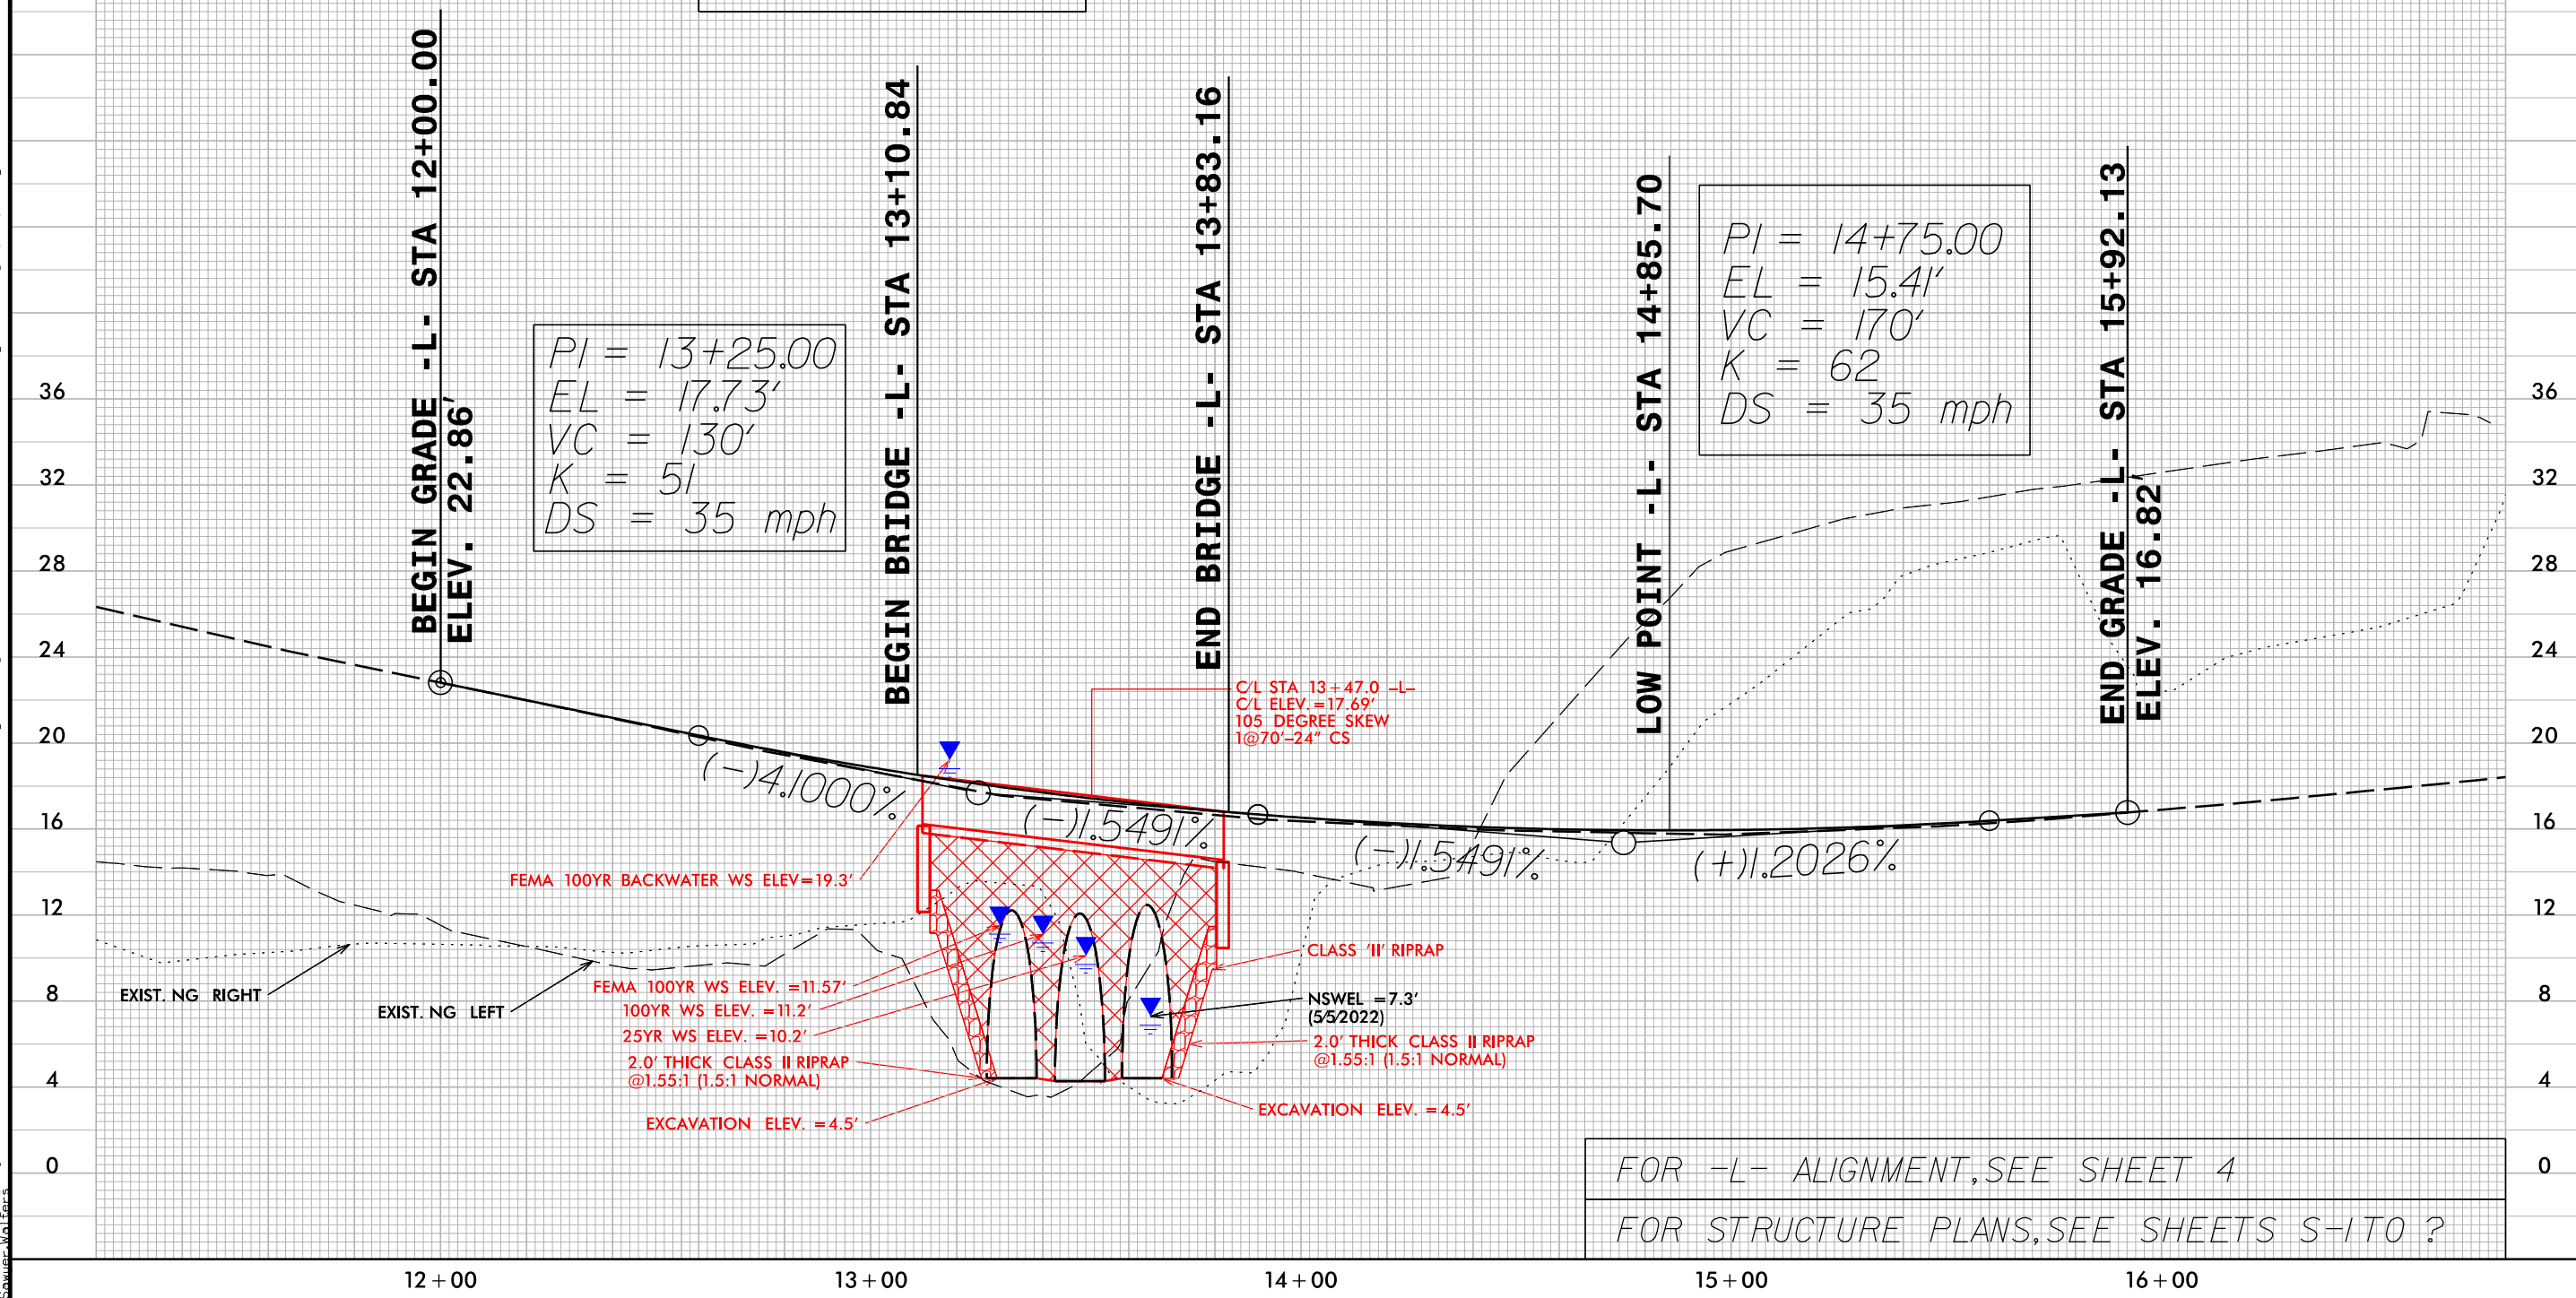 BEGIN GRADE -L- STA 12+00.00
ELEV. 22.86'
BEGIN BRIDGE -L- STA 13+10.84
END BRIDGE -L- STA 13+83.16
LOW POINT -L- STA 14+85.70
END GRADE -L- STA 15+92.13
ELEV. 16.82'
PI = 13+25.00
EL = 17.73'
VC = 130'
K = 51
DS = 35 mph
PI = 14+75.00
EL = 15.41'
VC = 170'
K = 62
DS = 35 mph
36
32
28
24
20
16
12
8
4
0
36
32
28
24
20
16
12
8
4
0
C/L STA 13+47.0 -L-
C/L ELEV.=17.69'
105 DEGREE SKEW
1@70'-24" CS
(-)4.1000%
(-)1.5491%
(-)1.5491%
(+)1.2026%
FEMA 100YR BACKWATER WS ELEV=19.3'
CLASS 'II' RIPRAP
EXIST. NG RIGHT
EXIST. NG LEFT
FEMA 100YR WS ELEV. =11.57'
100YR WS ELEV. =11.2'
25YR WS ELEV. =10.2'
2.0' THICK CLASS II RIPRAP
@1.55:1 (1.5:1 NORMAL)
EXCAVATION ELEV. =4.5'
NSWEL =7.3'
(5/5/2022)
2.0' THICK CLASS II RIPRAP
@1.55:1 (1.5:1 NORMAL)
EXCAVATION ELEV. =4.5'
FOR -L- ALIGNMENT, SEE SHEET 4
FOR STRUCTURE PLANS, SEE SHEETS S-1 TO ?
12+00
13+00
14+00
15+00
16+00